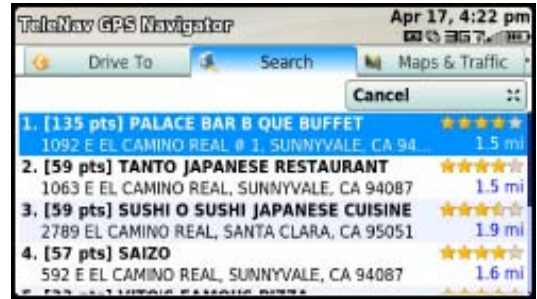 TeleNav GPS Navigator
Apr 17, 4:22 pm
Drive To
Search
Maps & Traffic
Cancel
1. [135 pts] PALACE BAR B QUE BUFFET
1092 E EL CAMINO REAL # 1, SUNNYVALE, CA 94... 1.5 mi
2. [59 pts] TANTO JAPANESE RESTAURANT
1063 E EL CAMINO REAL, SUNNYVALE, CA 94087 1.5 mi
3. [59 pts] SUSHI O SUSHI JAPANESE CUISINE
2789 EL CAMINO REAL, SANTA CLARA, CA 95051 1.9 mi
4. [57 pts] SAIZO
592 E EL CAMINO REAL, SUNNYVALE, CA 94087 1.6 mi